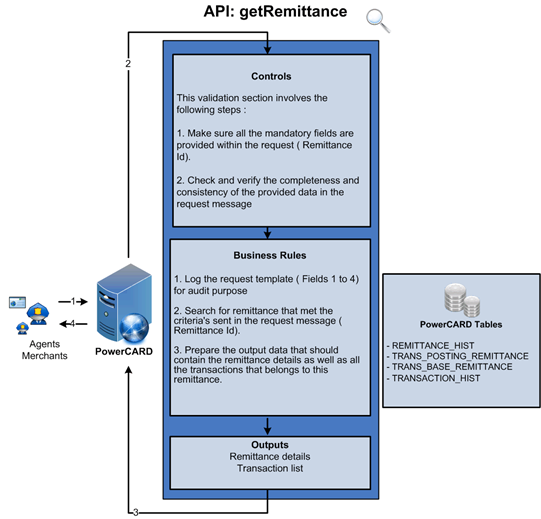 API: getRemittance
2
Controls
This validation section involves the
following steps :
1. Make sure all the mandatory fields are
provided within the request ( Remittance
Id).
2. Check and verify the completeness and
consistency of the provided data in the
request message
Business Rules
1. Log the request template ( Fields 1 to 4)
for audit purpose
2. Search for remittance that met the
criteria's sent in the request message (
Remittance Id).
3. Prepare the output data that should
contain the remittance details as well as all
the transactions that belongs to this
remittance.
1
4
Agents
Merchants
PowerCARD
PowerCARD Tables
- REMITTANCE_HIST
- TRANS_POSTING_REMITTANCE
- TRANS_BASE_REMITTANCE
- TRANSACTION_HIST
Outputs
Remittance details
Transaction list
3